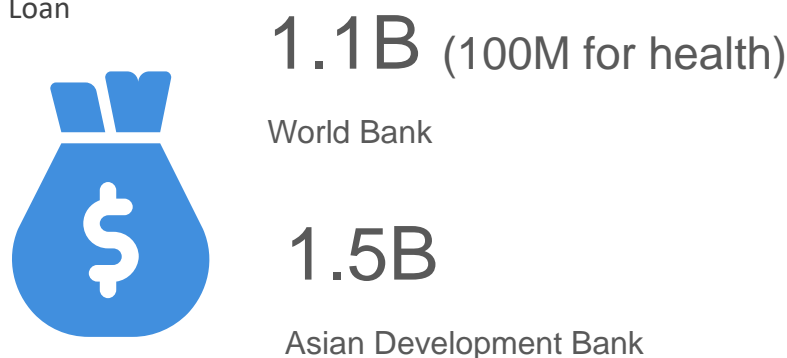 Loan
1.1B (100M for health)
World Bank
$
1.5B
Asian Development Bank